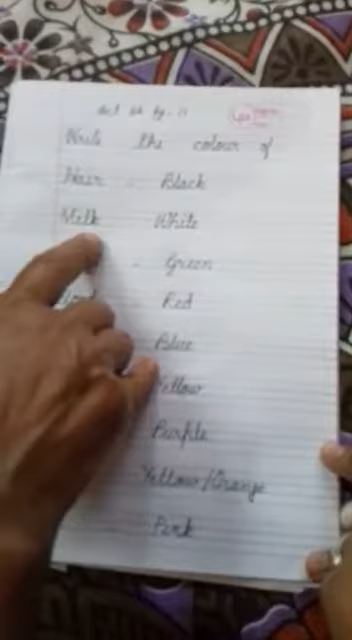 Write the colour of
Hair - Black
Milk White
- Green
Red
Blue
Yellow
Purple
Yellow/Orange
Pink